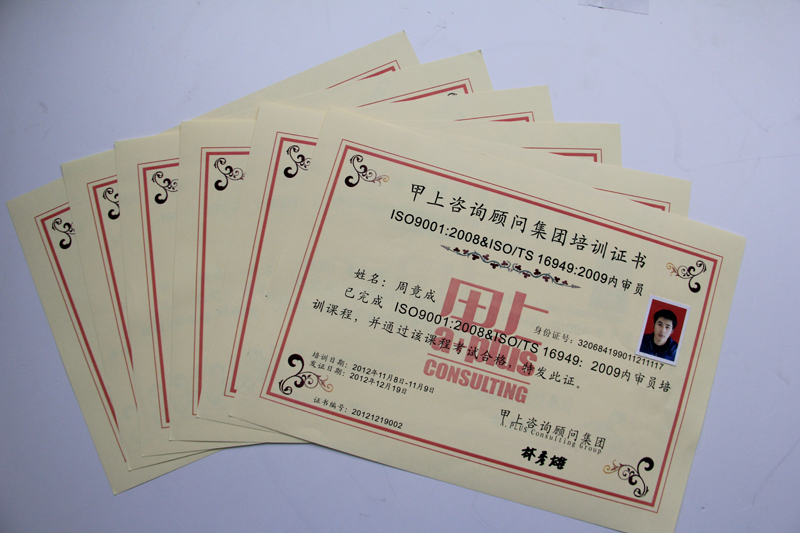 甲上咨询顾问集团培训证书
ISO9001:2008&ISO/TS 16949:2009内审员
姓名：周竟成
身份证号：320684199011211117
已完成 ISO9001:2008&ISO/TS 16949: 2009内审员培
训课程，并通过该课程考试合格，特发此证。
甲上
a plus
CONSULTING
培训日期：2012年11月8日-11月9日
发证日期：2012年12月19日
证书编号：20121219002
甲上咨询顾问集团
PLUS Consulting Group